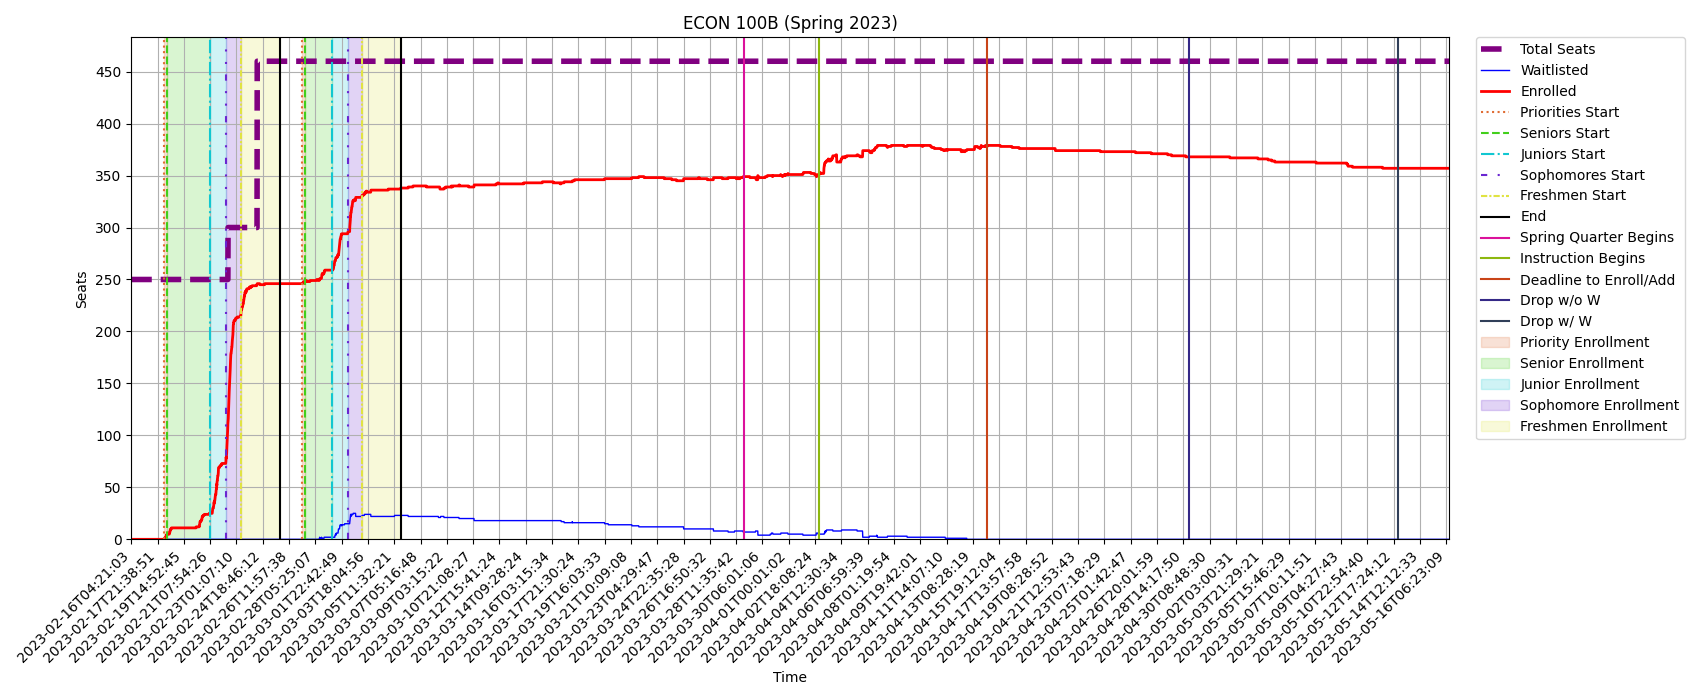 ECON 100B (Spring 2023)
Seats
450
400
350
300
250
200
150
100
50
0
2023-02-16T04:21:03
2023-02-17T21:38:51
2023-02-19T14:52:45
2023-02-21T07:54:26
2023-02-23T01:07:10
2023-02-24T18:46:12
2023-02-26T11:57:38
2023-02-28T05:25:07
2023-03-01T22:42:49
2023-03-03T18:04:56
2023-03-05T11:32:21
2023-03-07T05:16:48
2023-03-09T03:15:22
2023-03-10T21:08:27
2023-03-12T15:41:24
2023-03-14T09:28:24
2023-03-16T03:15:34
2023-03-17T21:30:24
2023-03-19T16:03:33
2023-03-21T10:09:08
2023-03-23T04:29:47
2023-03-24T22:35:28
2023-03-26T16:50:32
2023-03-28T11:35:42
2023-03-30T06:01:06
2023-04-01T00:01:02
2023-04-02T18:08:24
2023-04-04T12:30:34
2023-04-06T06:59:39
2023-04-08T01:19:54
2023-04-09T19:42:01
2023-04-11T14:07:10
2023-04-13T08:28:19
2023-04-15T19:12:04
2023-04-17T13:57:58
2023-04-19T08:28:52
2023-04-21T12:53:43
2023-04-23T07:18:29
2023-04-25T01:42:47
2023-04-26T20:01:59
2023-04-28T14:17:50
2023-04-30T08:48:30
2023-05-02T03:00:31
2023-05-03T21:29:21
2023-05-05T15:46:29
2023-05-07T10:11:51
2023-05-09T04:27:43
2023-05-10T22:54:40
2023-05-12T17:24:12
2023-05-14T12:12:33
2023-05-16T06:23:09
Time
Total Seats
Waitlisted
Enrolled
Priorities Start
Seniors Start
Juniors Start
Sophomores Start
Freshmen Start
End
Spring Quarter Begins
Instruction Begins
Deadline to Enroll/Add
Drop w/o W
Drop w/ W
Priority Enrollment
Senior Enrollment
Junior Enrollment
Sophomore Enrollment
Freshmen Enrollment